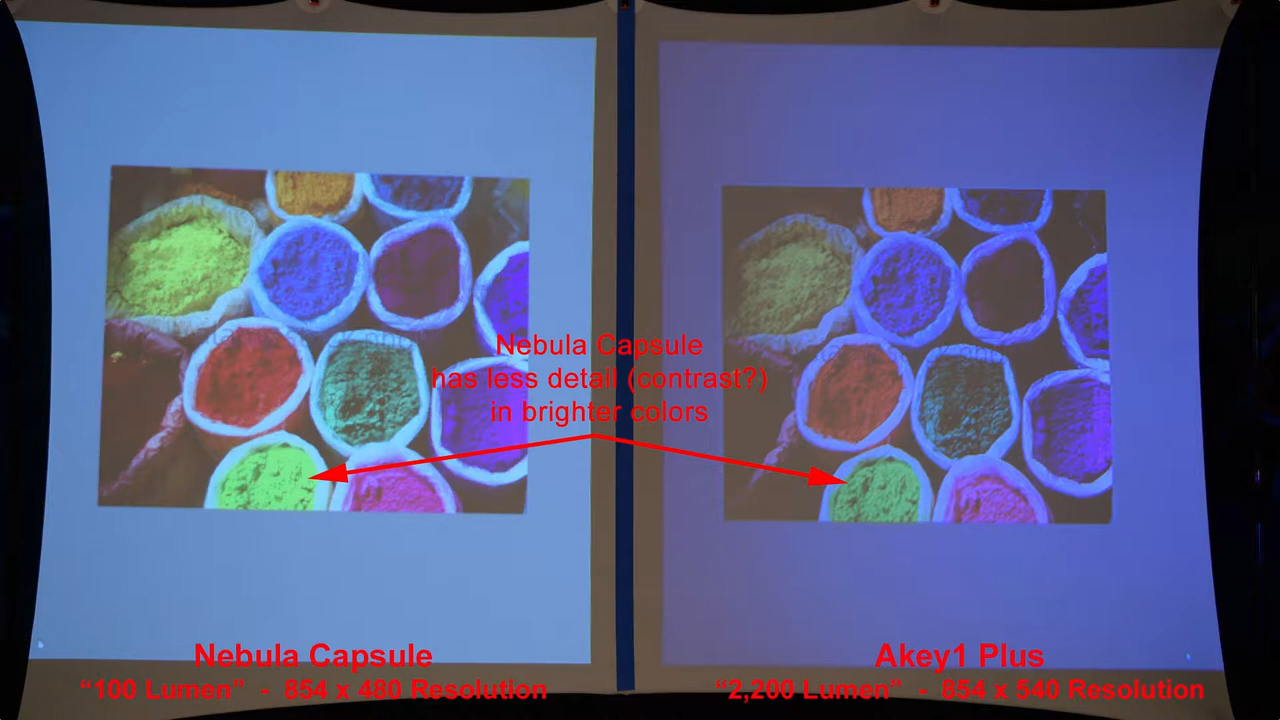 Nebula Capsule
has less detail (contrast?)
in brighter colors
Nebula Capsule
“100 Lumen” - 854 x 480 Resolution
Akey1 Plus
“2,200 Lumen” - 854 x 540 Resolution